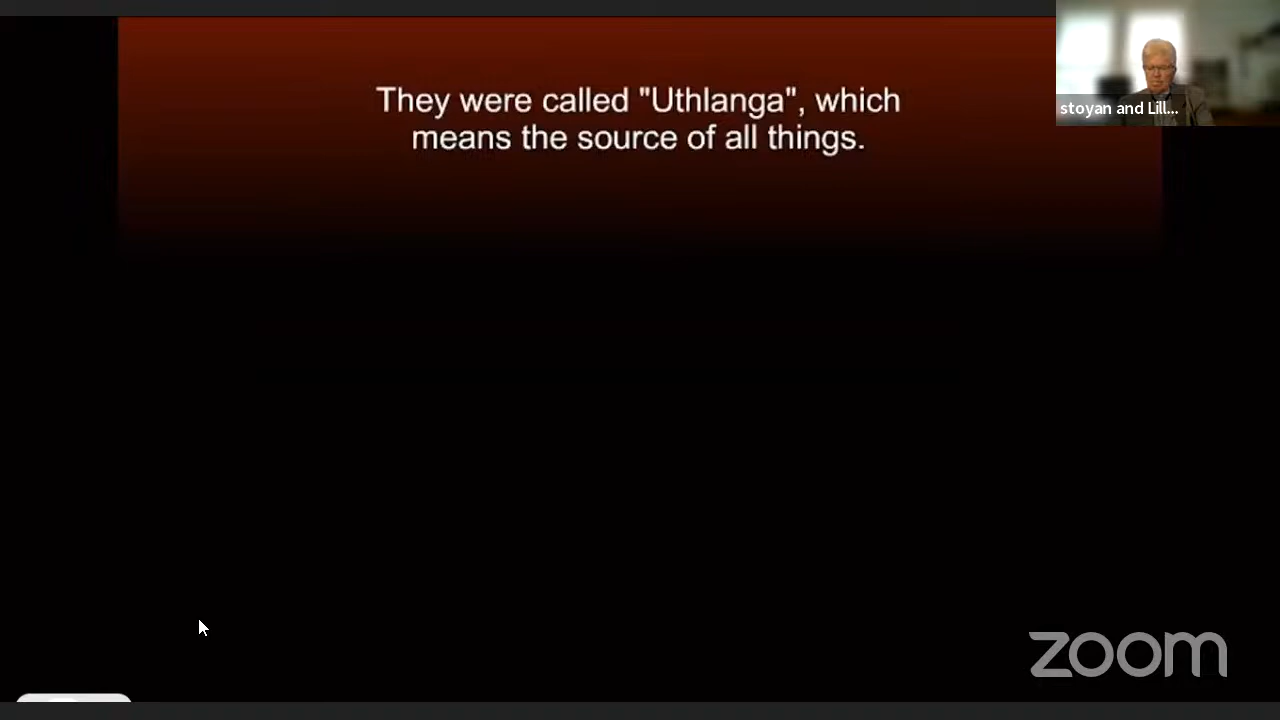 They were called "Uthlanga", which
means the source of all things.
stoyan and Lill...
zoom